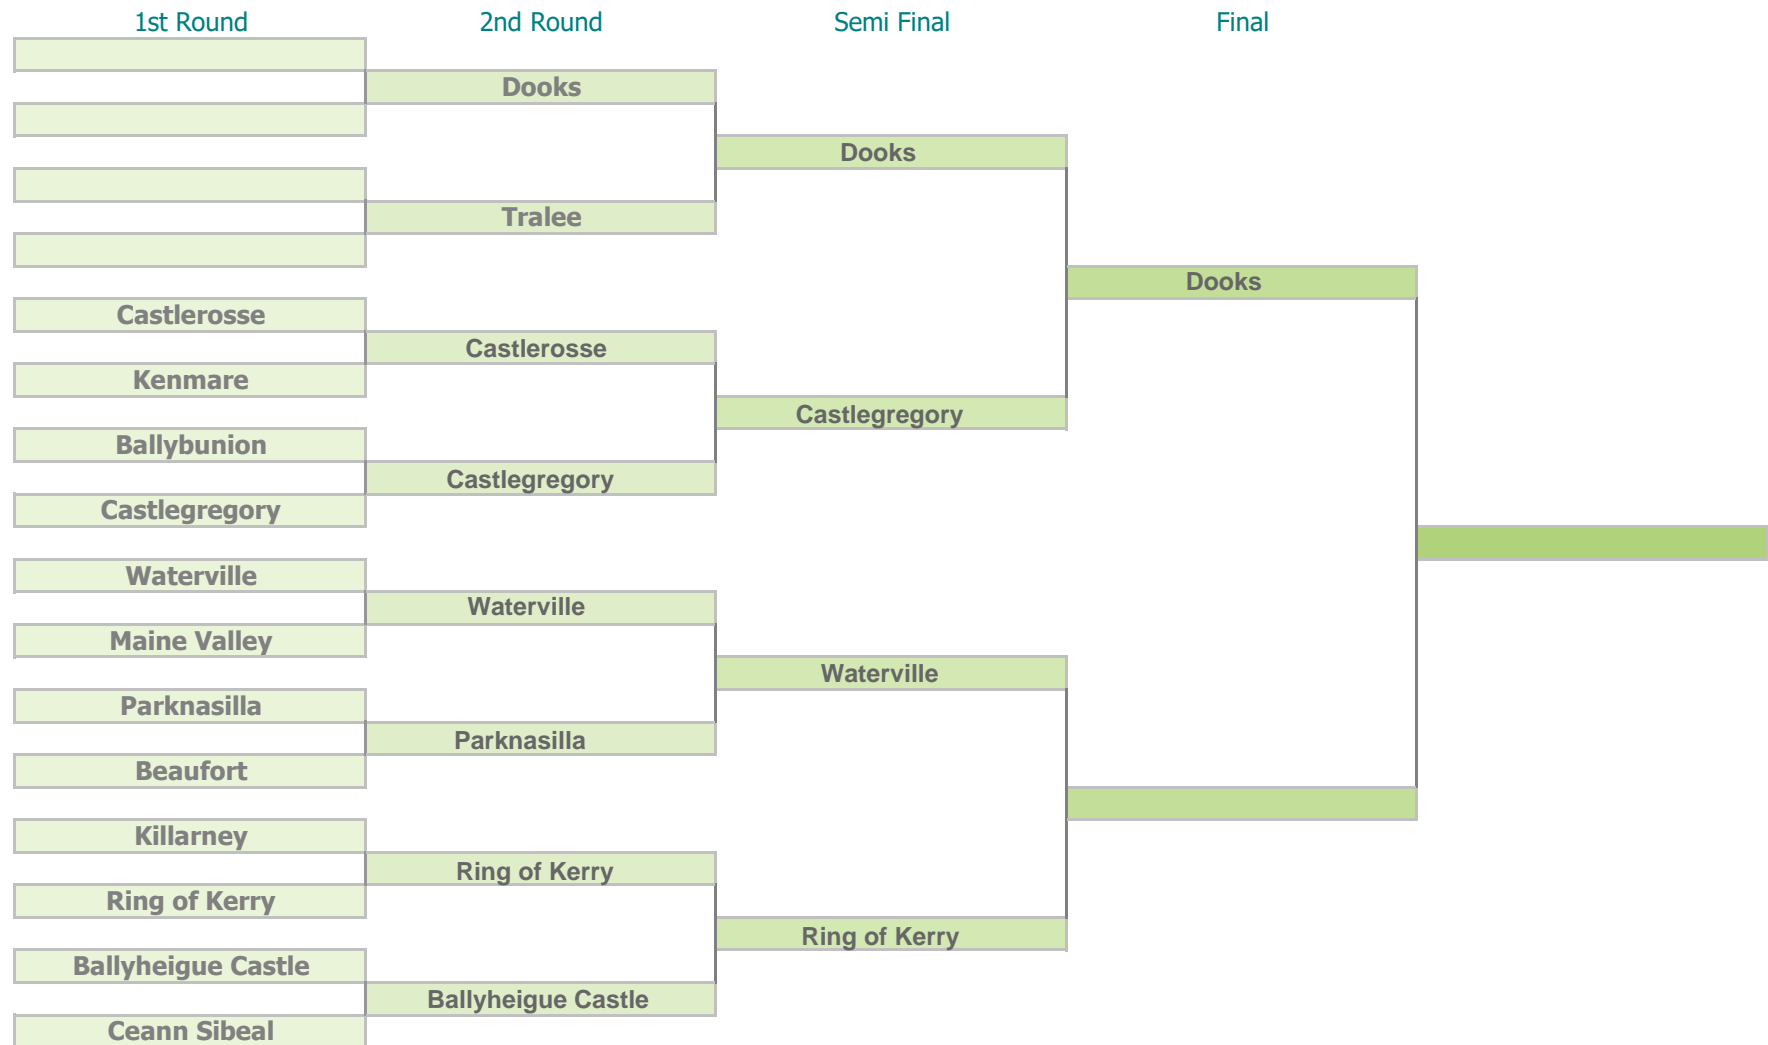 1st Round
2nd Round
Semi Final
Final
Dooks
Dooks
Tralee
Dooks
Castlerosse
Castlerosse
Kenmare
Castlegregory
Ballybunion
Castlegregory
Castlegregory
Waterville
Waterville
Maine Valley
Waterville
Parknasilla
Parknasilla
Beaufort
Killarney
Ring of Kerry
Ring of Kerry
Ring of Kerry
Ballyheigue Castle
Ballyheigue Castle
Ceann Sibeal